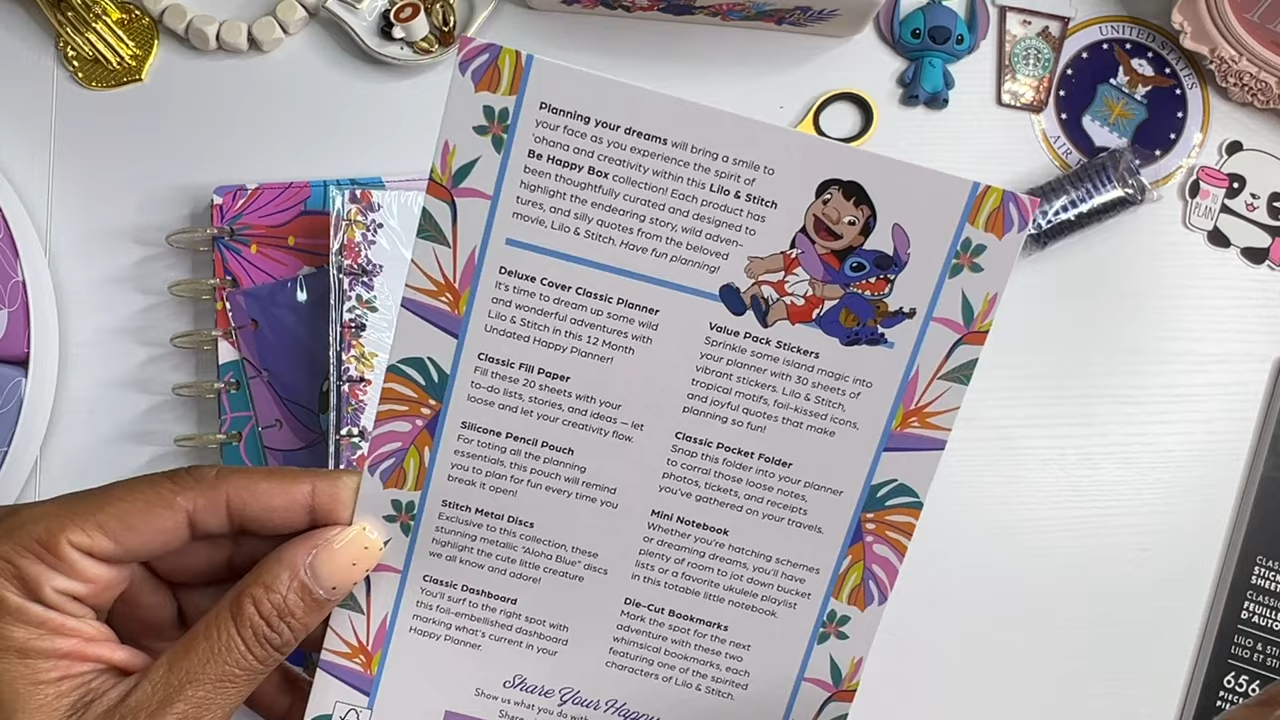 Planning your dreams will bring a smile to
your face as you experience the spirit of
'ohana and creativity within this Lilo & Stitch
Be Happy Box collection! Each product has
been thoughtfully curated and designed to
highlight the endearing story, wild adven-
tures, and silly quotes from the beloved
movie, Lilo & Stitch. Have fun planning!
Deluxe Cover Classic Planner
It's time to dream up some wild
and wonderful adventures with
Lilo & Stitch in this 12 Month
Undated Happy Planner!
Classic Fill Paper
Fill these 20 sheets with your
to-do lists, stories, and ideas — let
loose and let your creativity flow.
Silicone Pencil Pouch
For toting all the planning
essentials, this pouch will remind
you to plan for fun every time you
break it open!
Stitch Metal Discs
Exclusive to this collection, these
stunning metallic "Aloha Blue" discs
highlight the cute little creature
we all know and adore!
Classic Dashboard
You'll surf to the right spot with
this foil-embellished dashboard
marking what's current in your
Happy Planner.
Value Pack Stickers
Sprinkle some island magic into
your planner with 30 sheets of
vibrant stickers. Lilo & Stitch,
tropical motifs, foil-kissed icons,
and joyful quotes that make
planning so fun!
Classic Pocket Folder
Snap this folder into your planner
to corral those loose notes,
photos, tickets, and receipts
you've gathered on your travels.
Mini Notebook
Whether you're hatching schemes
or dreaming dreams, you'll have
plenty of room to jot down bucket
lists or a favorite ukulele playlist
in this totable little notebook.
Die-Cut Bookmarks
Mark the spot for the next
adventure with these two
whimsical bookmarks, each
featuring one of the spirited
characters of Lilo & Stitch.
Share Your Happy
Show us what you do with
Share
UNITED STATES
AIR
STARBUCKS
TO
PLAN
656